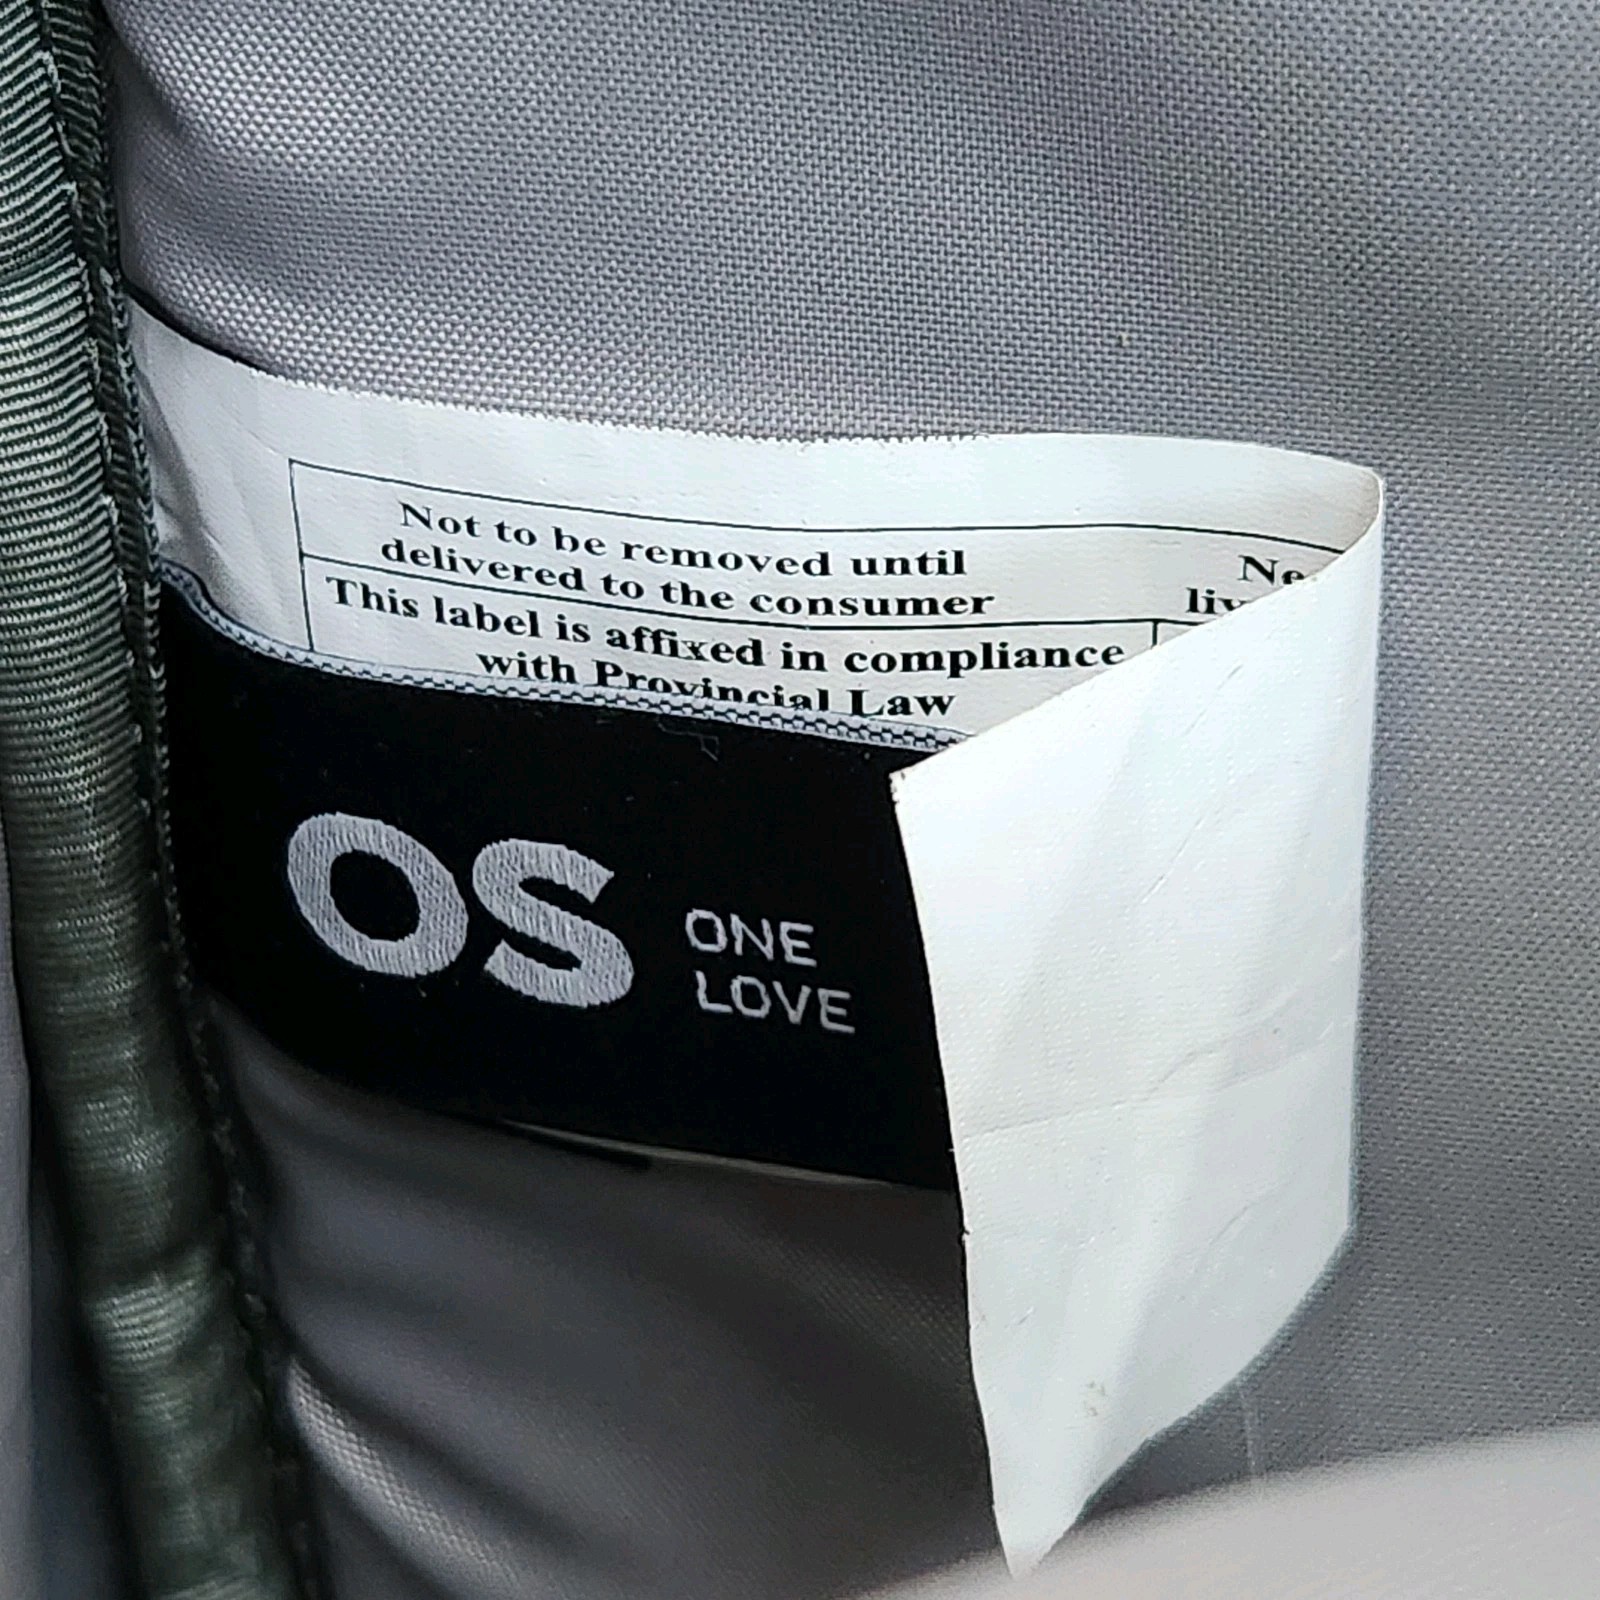 Not to be removed until
delivered to the consumer
This label is affixed in compliance
with Provincial Law
OS
ONE
LOVE